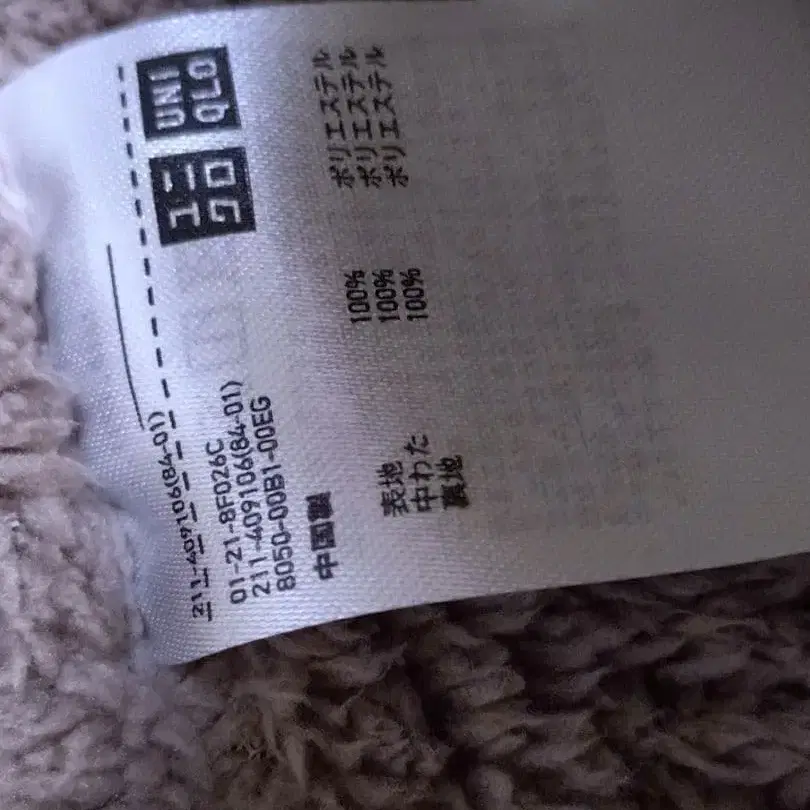 UNI
QLO
ユニ
クロ
211-409106(84-01)
01-21-8F026C
211-409106(84-01)
8050-00B1-00EG
中国製
表地 100% ポリエステル
中わた 100% ポリエステル
裏地 100% ポリエステル